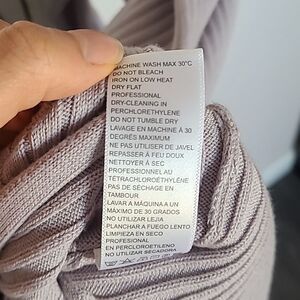 MACHINE WASH MAX 30°C
DO NOT BLEACH
IRON ON LOW HEAT
DRY FLAT
PROFESSIONAL
DRY-CLEANING IN
PERCHLORETHYLENE
DO NOT TUMBLE DRY
LAVAGE EN MACHINE À 30
DEGRÉS MAXIMUM
NE PAS UTILISER DE JAVEL
REPASSER À FEU DOUX
NETTOYER À SEC
PROFESSIONNEL AU
TÉTRACHLOROÉTHYLÈNE
PAS DE SÉCHAGE EN
TAMBOUR.
LAVAR A MÁQUINA A UN
MÁXIMO DE 30 GRADOS
NO UTILIZAR LEJIA
PLANCHAR A FUEGO LENTO
LIMPIEZA EN SECO
PROFESIONAL
EN PERCLOROETILENO
NO UTILIZAR SECADORA